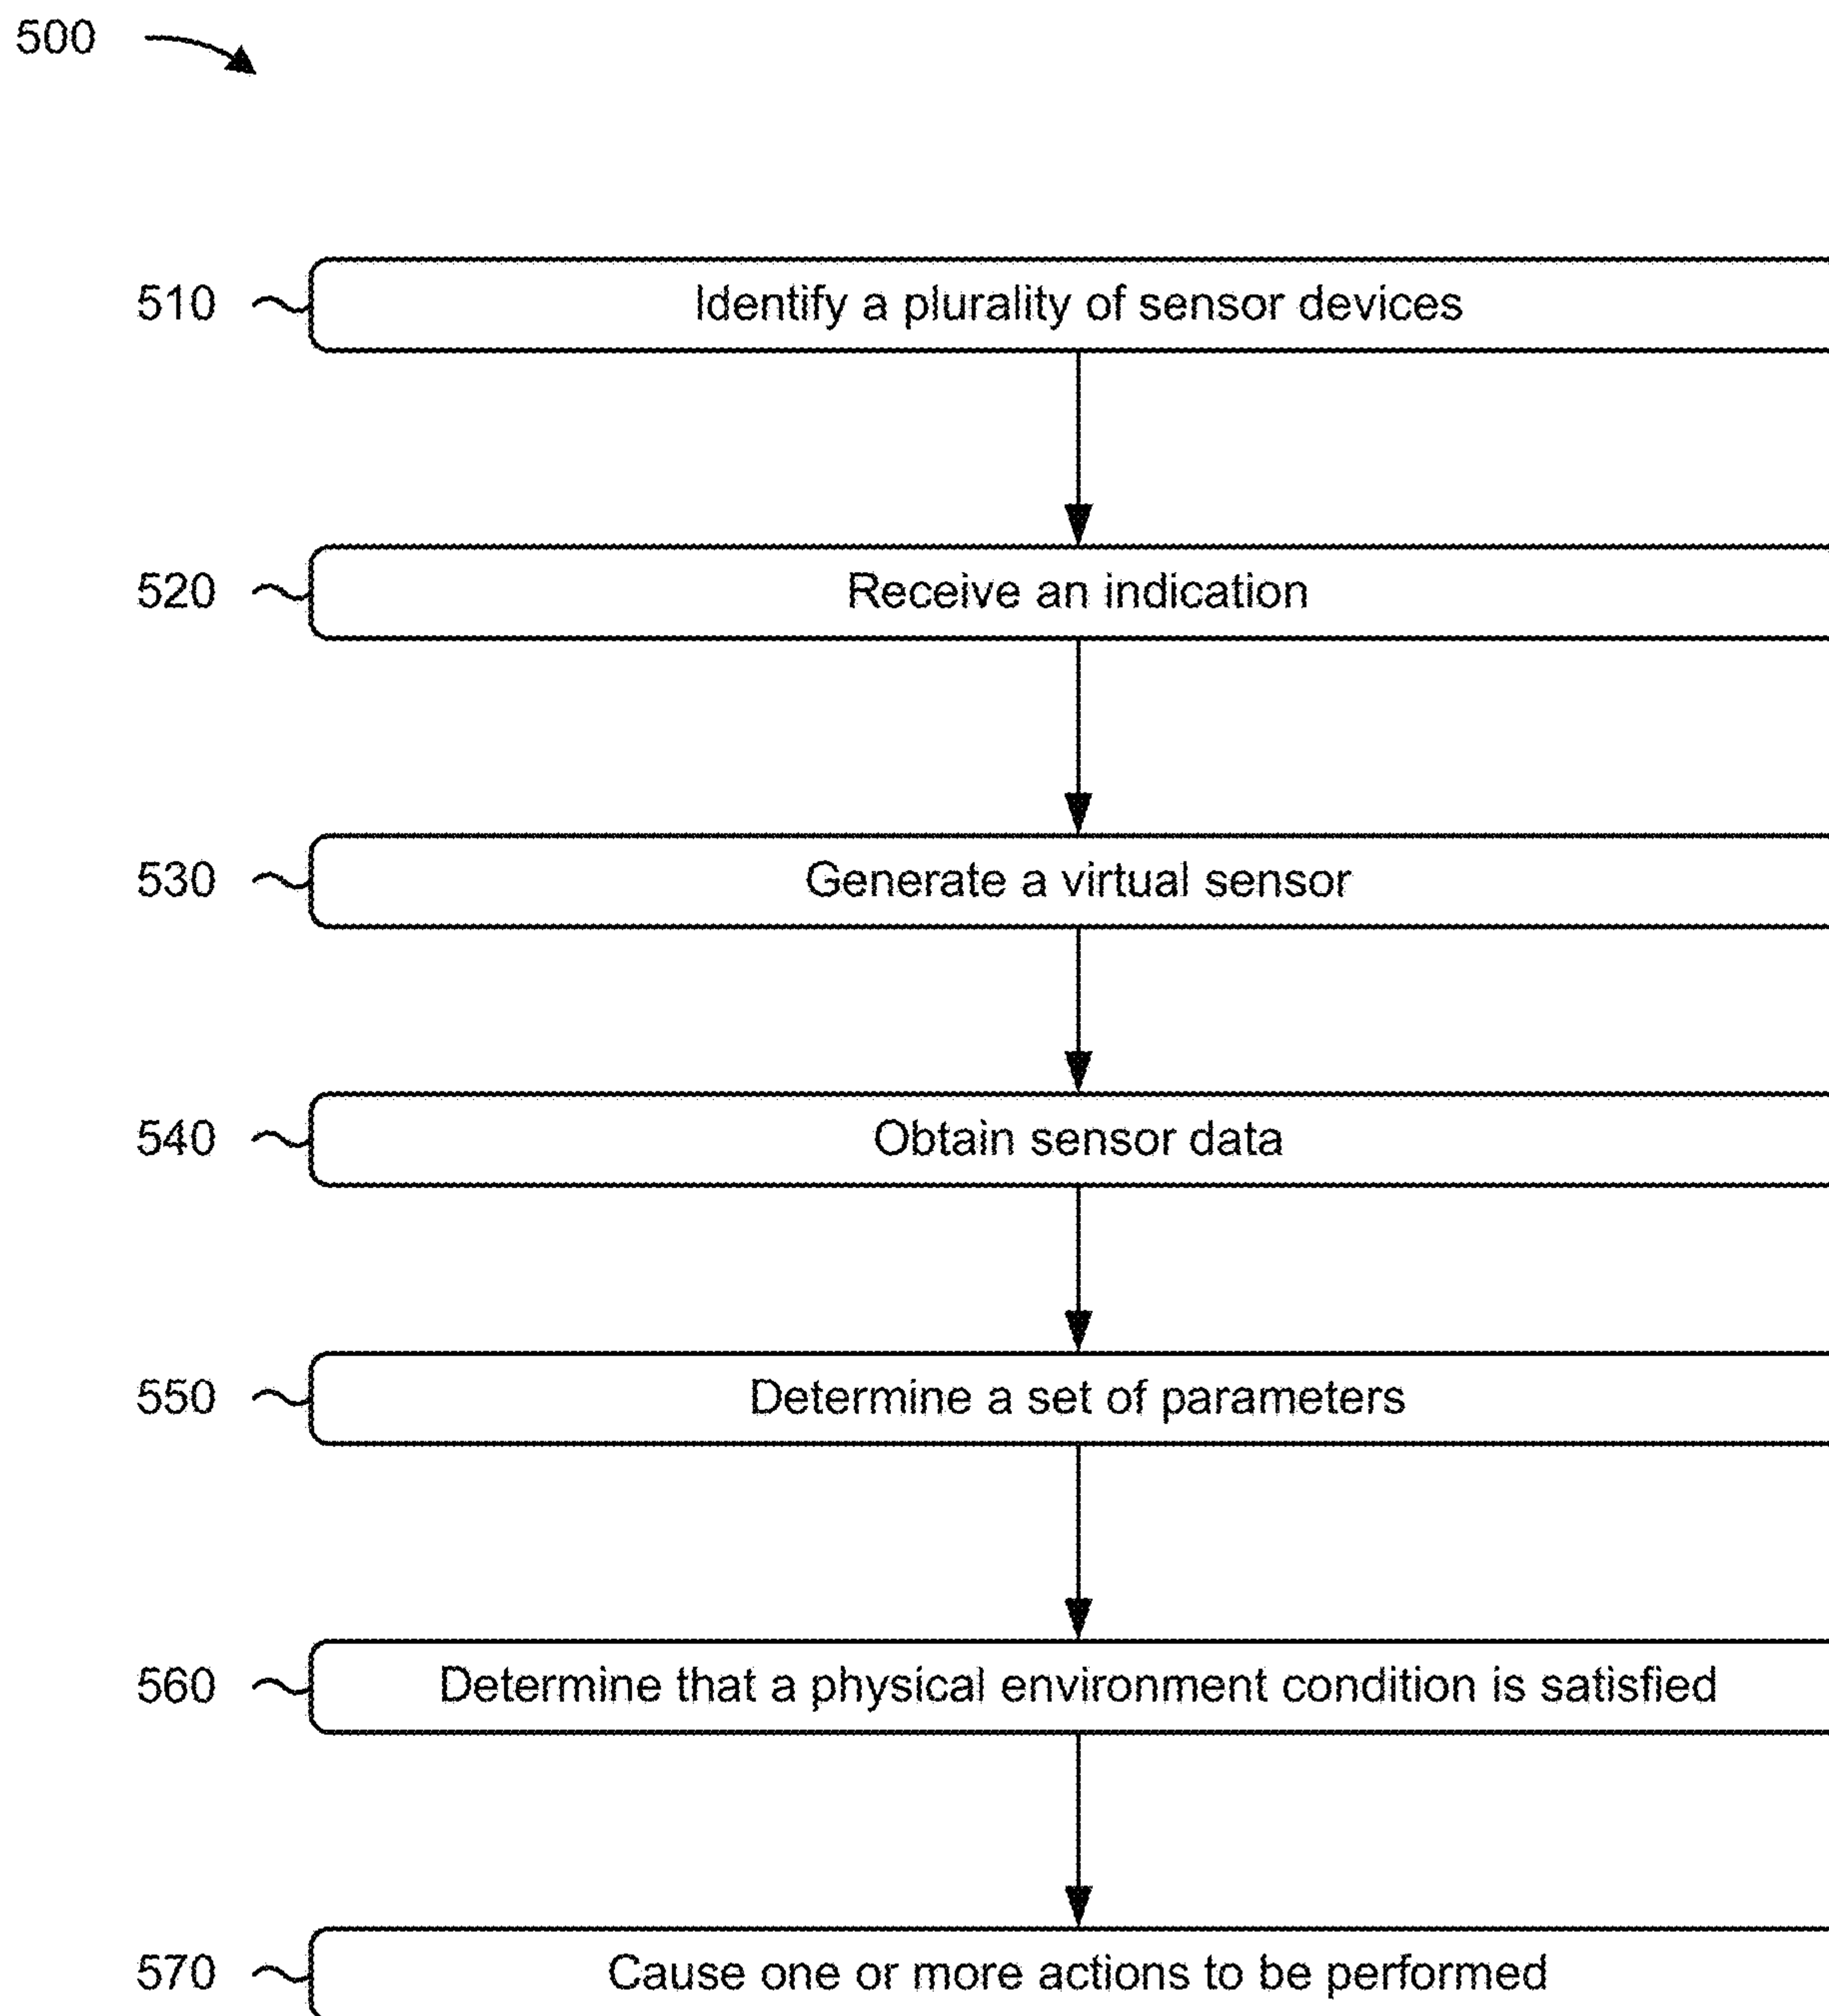 500
510 Identify a plurality of sensor devices
520 Receive an indication
530 Generate a virtual sensor
540 Obtain sensor data
550 Determine a set of parameters
560 Determine that a physical environment condition is satisfied
570 Cause one or more actions to be performed